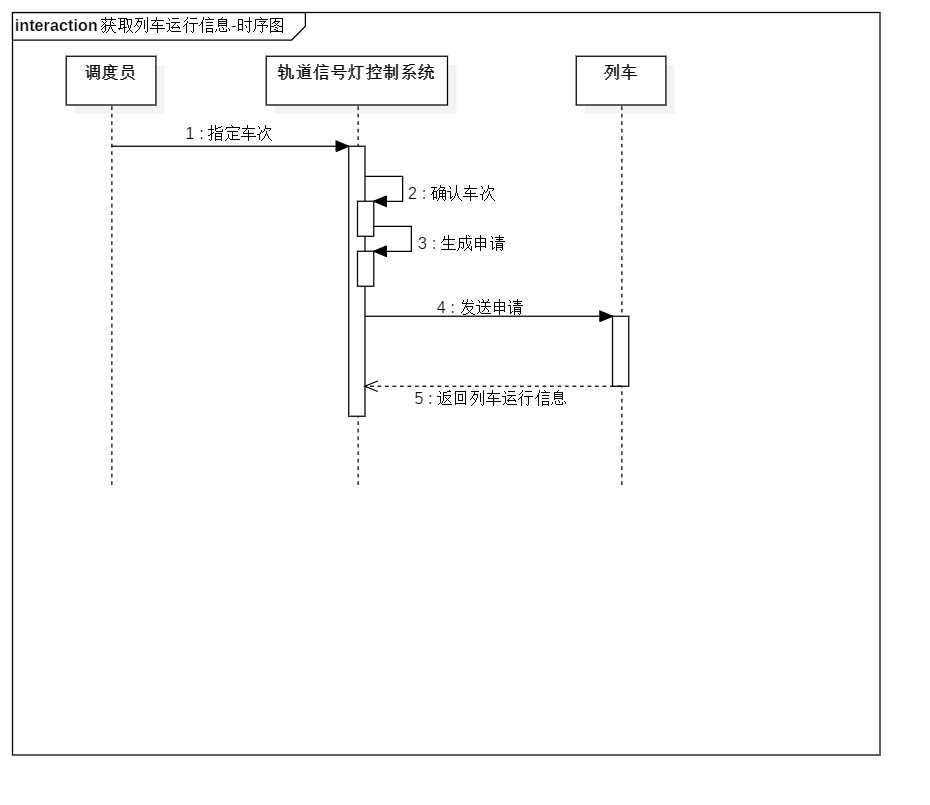 interaction 获取列车运行信息-时序图
调度员
轨道信号灯控制系统
列车
1 : 指定车次
2 : 确认车次
3 : 生成申请
4 : 发送申请
5 : 返回列车运行信息